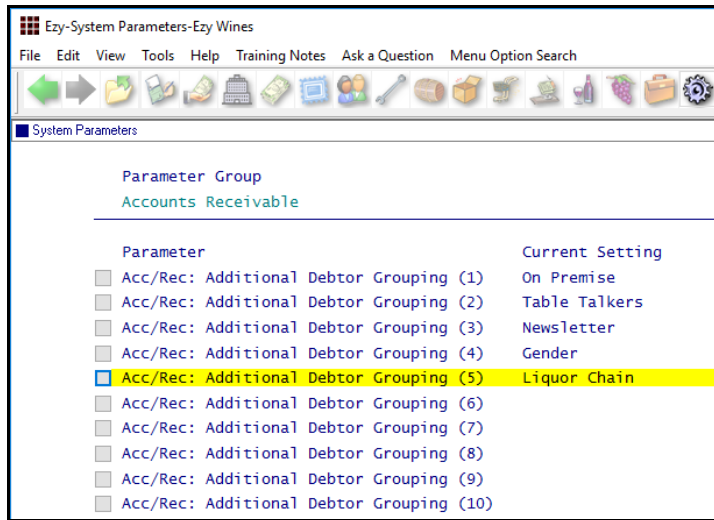 Ezy-System Parameters-Ezy Wines
File Edit View Tools Help Training Notes Ask a Question Menu Option Search
System Parameters
Parameter Group
Accounts Receivable
Parameter Current Setting
Acc/Rec: Additional Debtor Grouping (1) On Premise
Acc/Rec: Additional Debtor Grouping (2) Table Talkers
Acc/Rec: Additional Debtor Grouping (3) Newsletter
Acc/Rec: Additional Debtor Grouping (4) Gender
Acc/Rec: Additional Debtor Grouping (5) Liquor Chain
Acc/Rec: Additional Debtor Grouping (6)
Acc/Rec: Additional Debtor Grouping (7)
Acc/Rec: Additional Debtor Grouping (8)
Acc/Rec: Additional Debtor Grouping (9)
Acc/Rec: Additional Debtor Grouping (10)